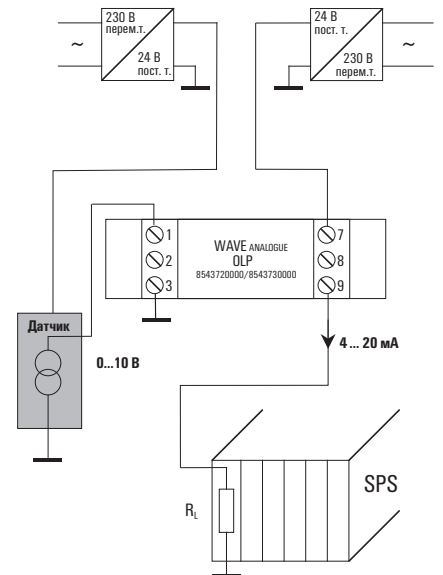 230 В
перем.т.
24 В
пост. т.
~
24 В
пост. т.
230 В
перем.т.
~
1
2
3
WAVE ANALOGUE
OLP
8543720000/8543730000
7
8
9
Датчик
0...10 В
4 ... 20 мА
SPS
RL